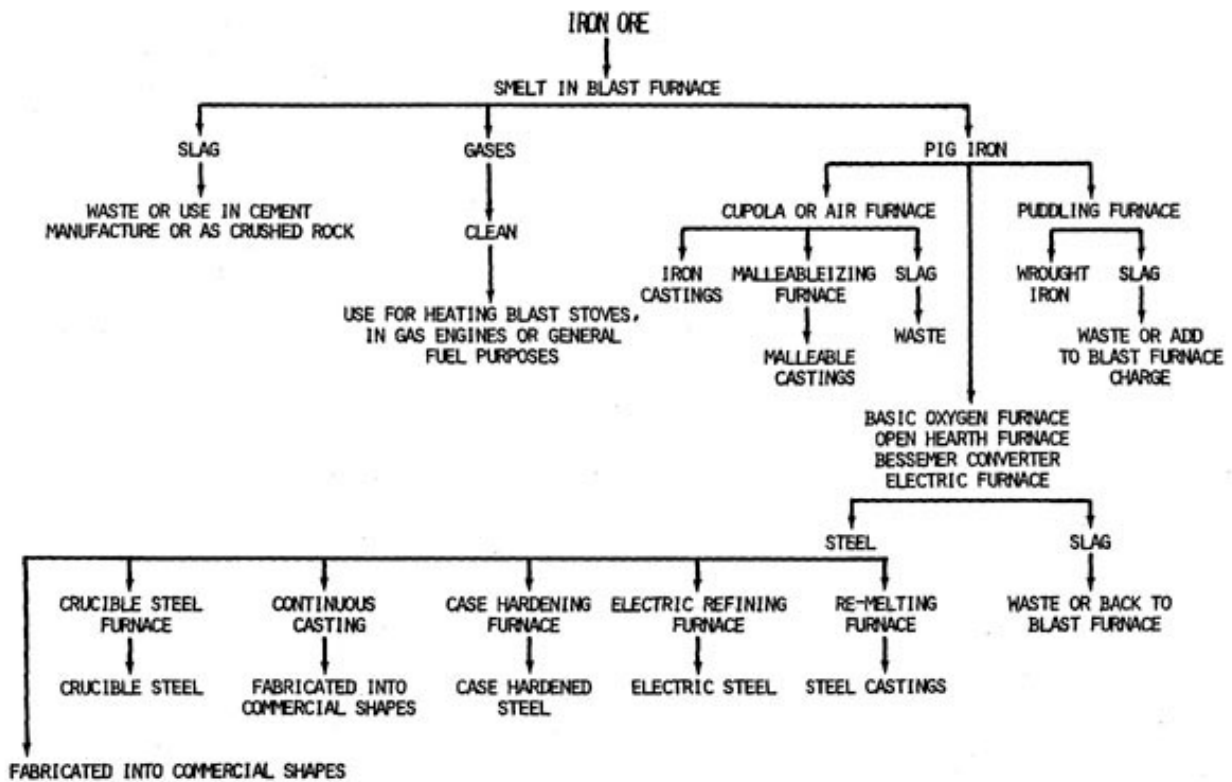 IRON ORE
SMELT IN BLAST FURNACE
SLAG
GASES
PIG IRON
WASTE OR USE IN CEMENT
MANUFACTURE OR AS CRUSHED ROCK
CLEAN
CUPOLA OR AIR FURNACE
PUDDLING FURNACE
IRON
CASTINGS
MALLEABLEIZING
FURNACE
SLAG
WROUGHT
IRON
SLAG
USE FOR HEATING BLAST STOVES,
IN GAS ENGINES OR GENERAL
FUEL PURPOSES
MALLEABLE
CASTINGS
WASTE
WASTE OR ADD
TO BLAST FURNACE
CHARGE
BASIC OXYGEN FURNACE
OPEN HEARTH FURNACE
BESSEMER CONVERTER
ELECTRIC FURNACE
STEEL
SLAG
CRUCIBLE STEEL
FURNACE
CONTINUOUS
CASTING
CASE HARDENING
FURNACE
ELECTRIC REFINING
FURNACE
RE-MELTING
FURNACE
WASTE OR BACK TO
BLAST FURNACE
CRUCIBLE STEEL
FABRICATED INTO
COMMERCIAL SHAPES
CASE HARDENED
STEEL
ELECTRIC STEEL
STEEL CASTINGS
FABRICATED INTO COMMERCIAL SHAPES